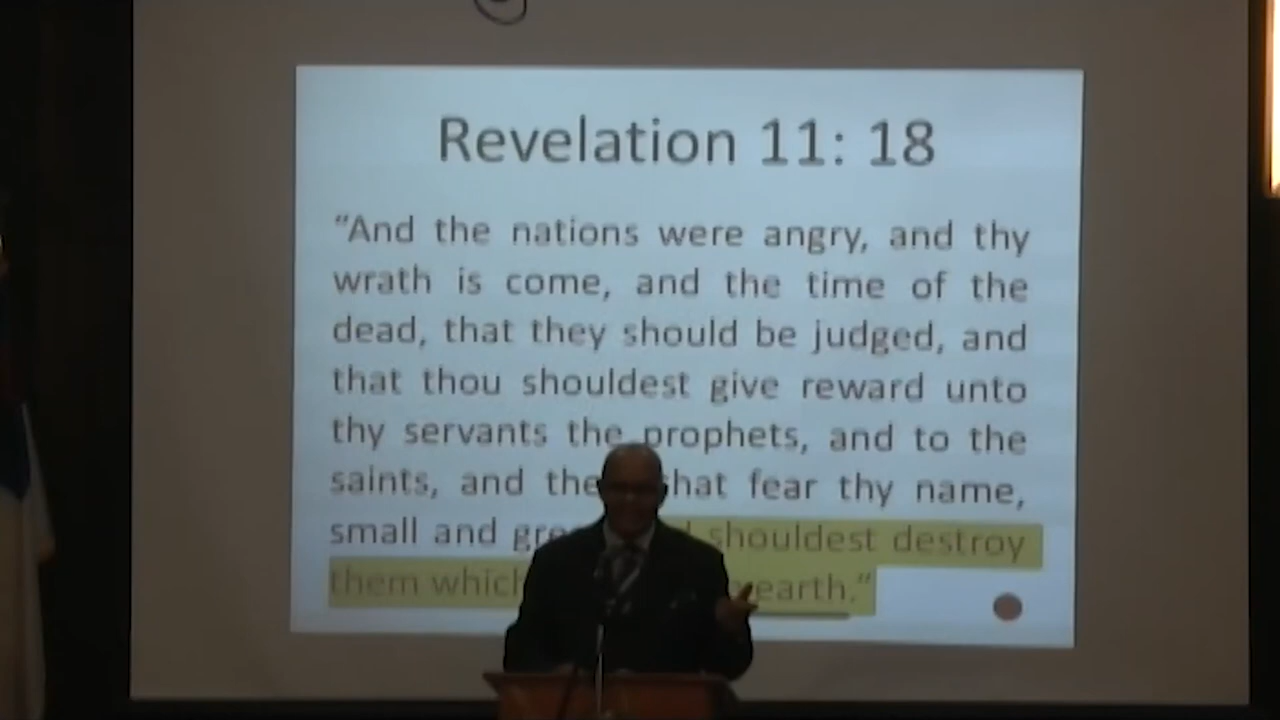 Revelation 11: 18
“And the nations were angry, and thy
wrath is come, and the time of the
dead, that they should be judged, and
that thou shouldest give reward unto
thy servants the prophets, and to the
saints, and that fear thy name,
small and shouldest destroy
them which earth.”